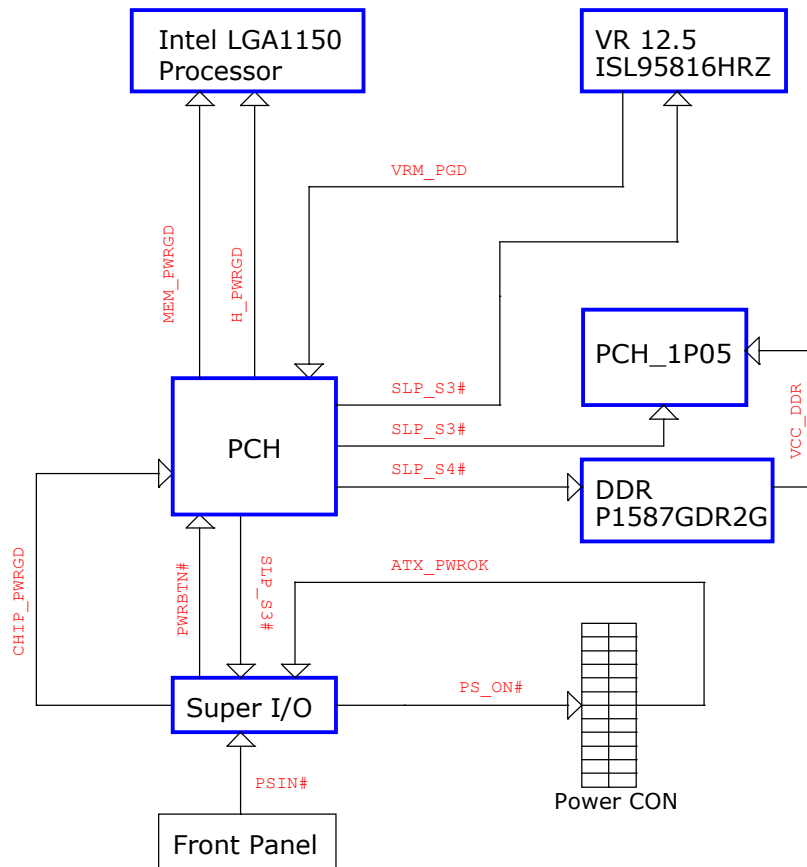 Intel LGA1150
Processor
VR 12.5
ISL95816HRZ
VRM_PGD
MEM_PWRGD
H_PWRGD
PCH_1P05
SLP_S3#
VCC_DDR
PCH
SLP_S3#
SLP_S4#
DDR
P1587GDR2G
CHIP_PWRGD
PWRBTN#
SLP_S3#
ATX_PWROK
Super I/O
PS_ON#
PSIN#
Power CON
Front Panel